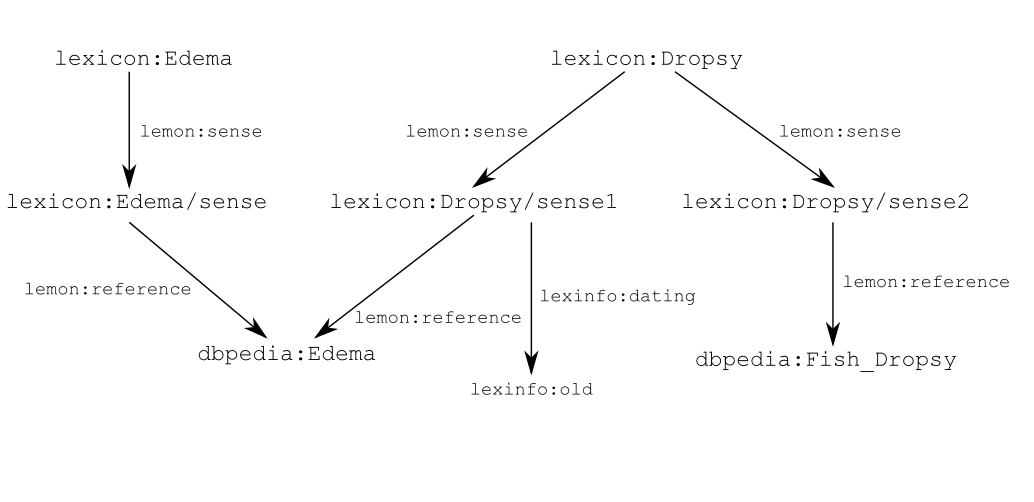 lexicon:Edema
lexicon:Dropsy
lemon:sense
lemon:sense
lemon:sense
lexicon:Edema/sense
lexicon:Dropsy/sense1
lexicon:Dropsy/sense2
lemon:reference
lemon:reference
lexinfo:dating
lemon:reference
dbpedia:Edema
lexinfo:old
dbpedia:Fish_Dropsy